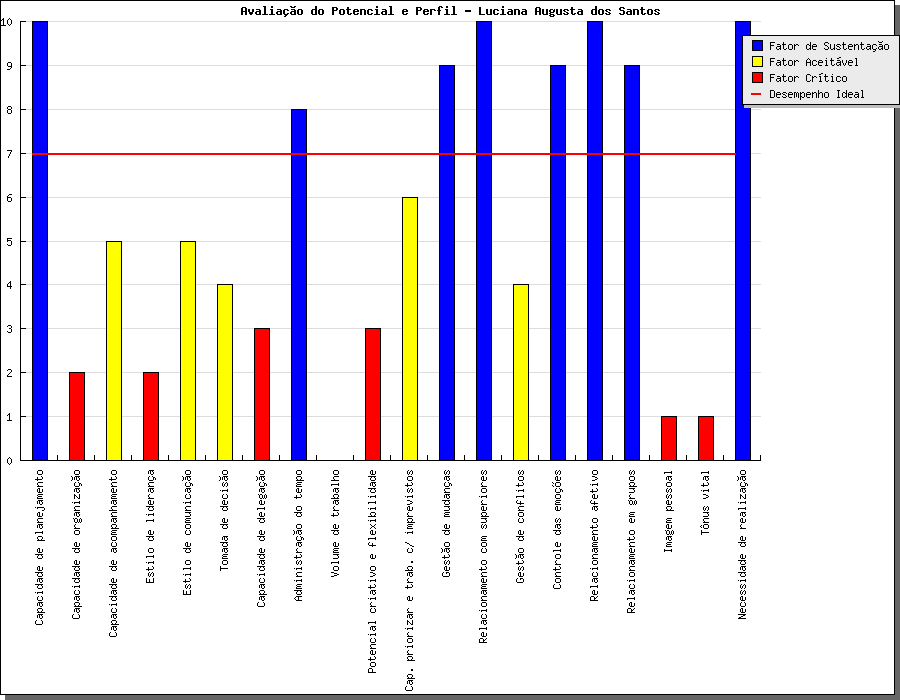 Avaliação do Potencial e Perfil - Luciana Augusta dos Santos
Fator de Sustentação
Fator Aceitável
Fator Crítico
Desempenho Ideal
10
9
8
7
6
5
4
3
2
1
0
Capacidade de planejamento
Capacidade de organização
Capacidade de acompanhamento
Estilo de liderança
Estilo de comunicação
Tomada de decisão
Capacidade de delegação
Administração do tempo
Volume de trabalho
Potencial criativo e flexibilidade
Cap. priorizar e trab. c/ imprevistos
Gestão de mudanças
Relacionamento com superiores
Gestão de conflitos
Controle das emoções
Relacionamento afetivo
Relacionamento em grupos
Imagem pessoal
Tônus vital
Necessidade de realização